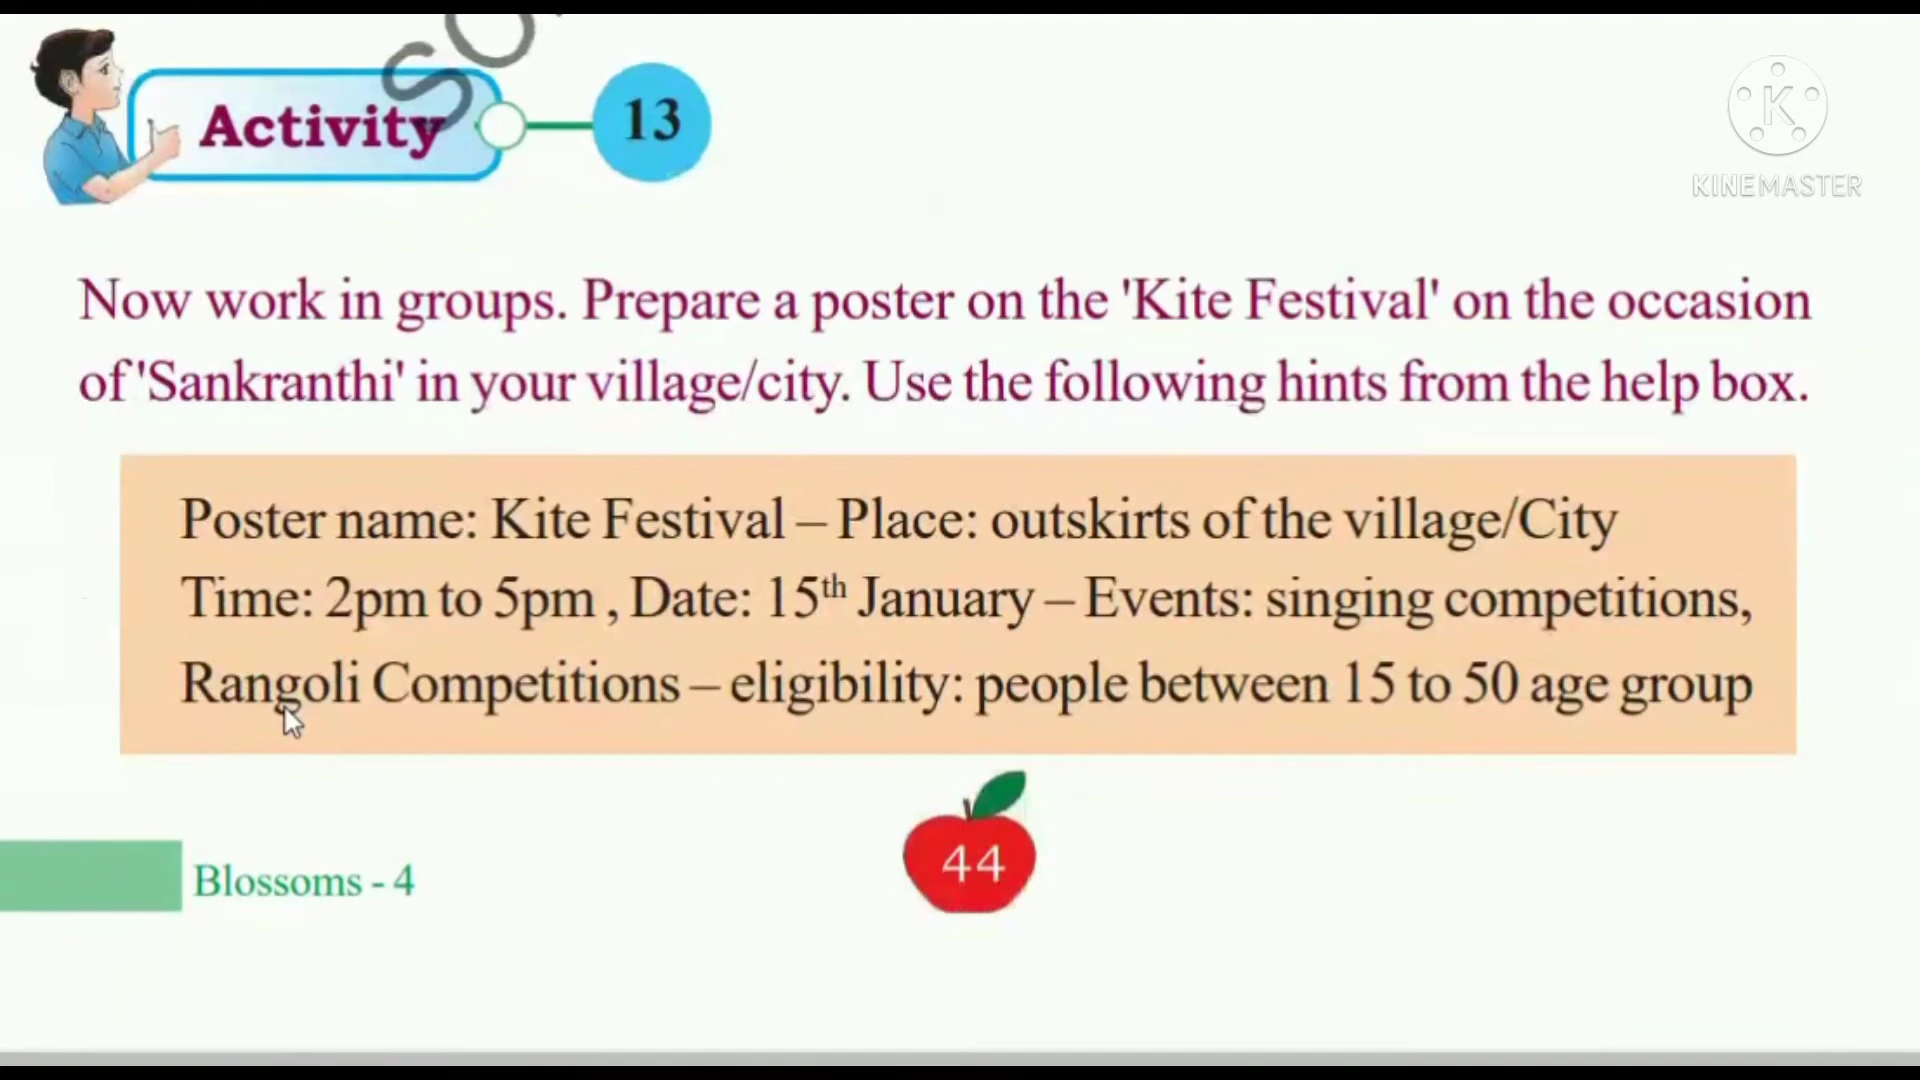 Activity
13
KINEMASTER
Now work in groups. Prepare a poster on the 'Kite Festival' on the occasion
of 'Sankranthi' in your village/city. Use the following hints from the help box.
Poster name: Kite Festival – Place: outskirts of the village/City
Time: 2pm to 5pm , Date: 15th January – Events: singing competitions,
Rangoli Competitions – eligibility: people between 15 to 50 age group
44
Blossoms - 4